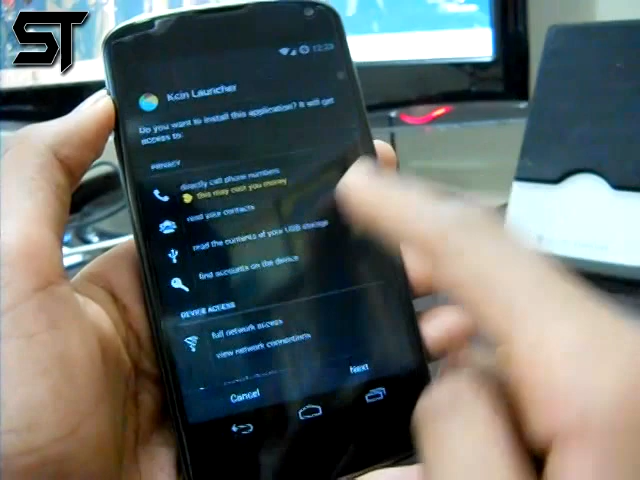 ST
12:23
Kcin Launcher
Do you want to install this application? It will get
access to:
PRIVACY
directly call phone numbers
this may cost you money
read your contacts
read the contents of your USB storage
find accounts on the device
DEVICE ACCESS
full network access
view network connections
Cancel
Next